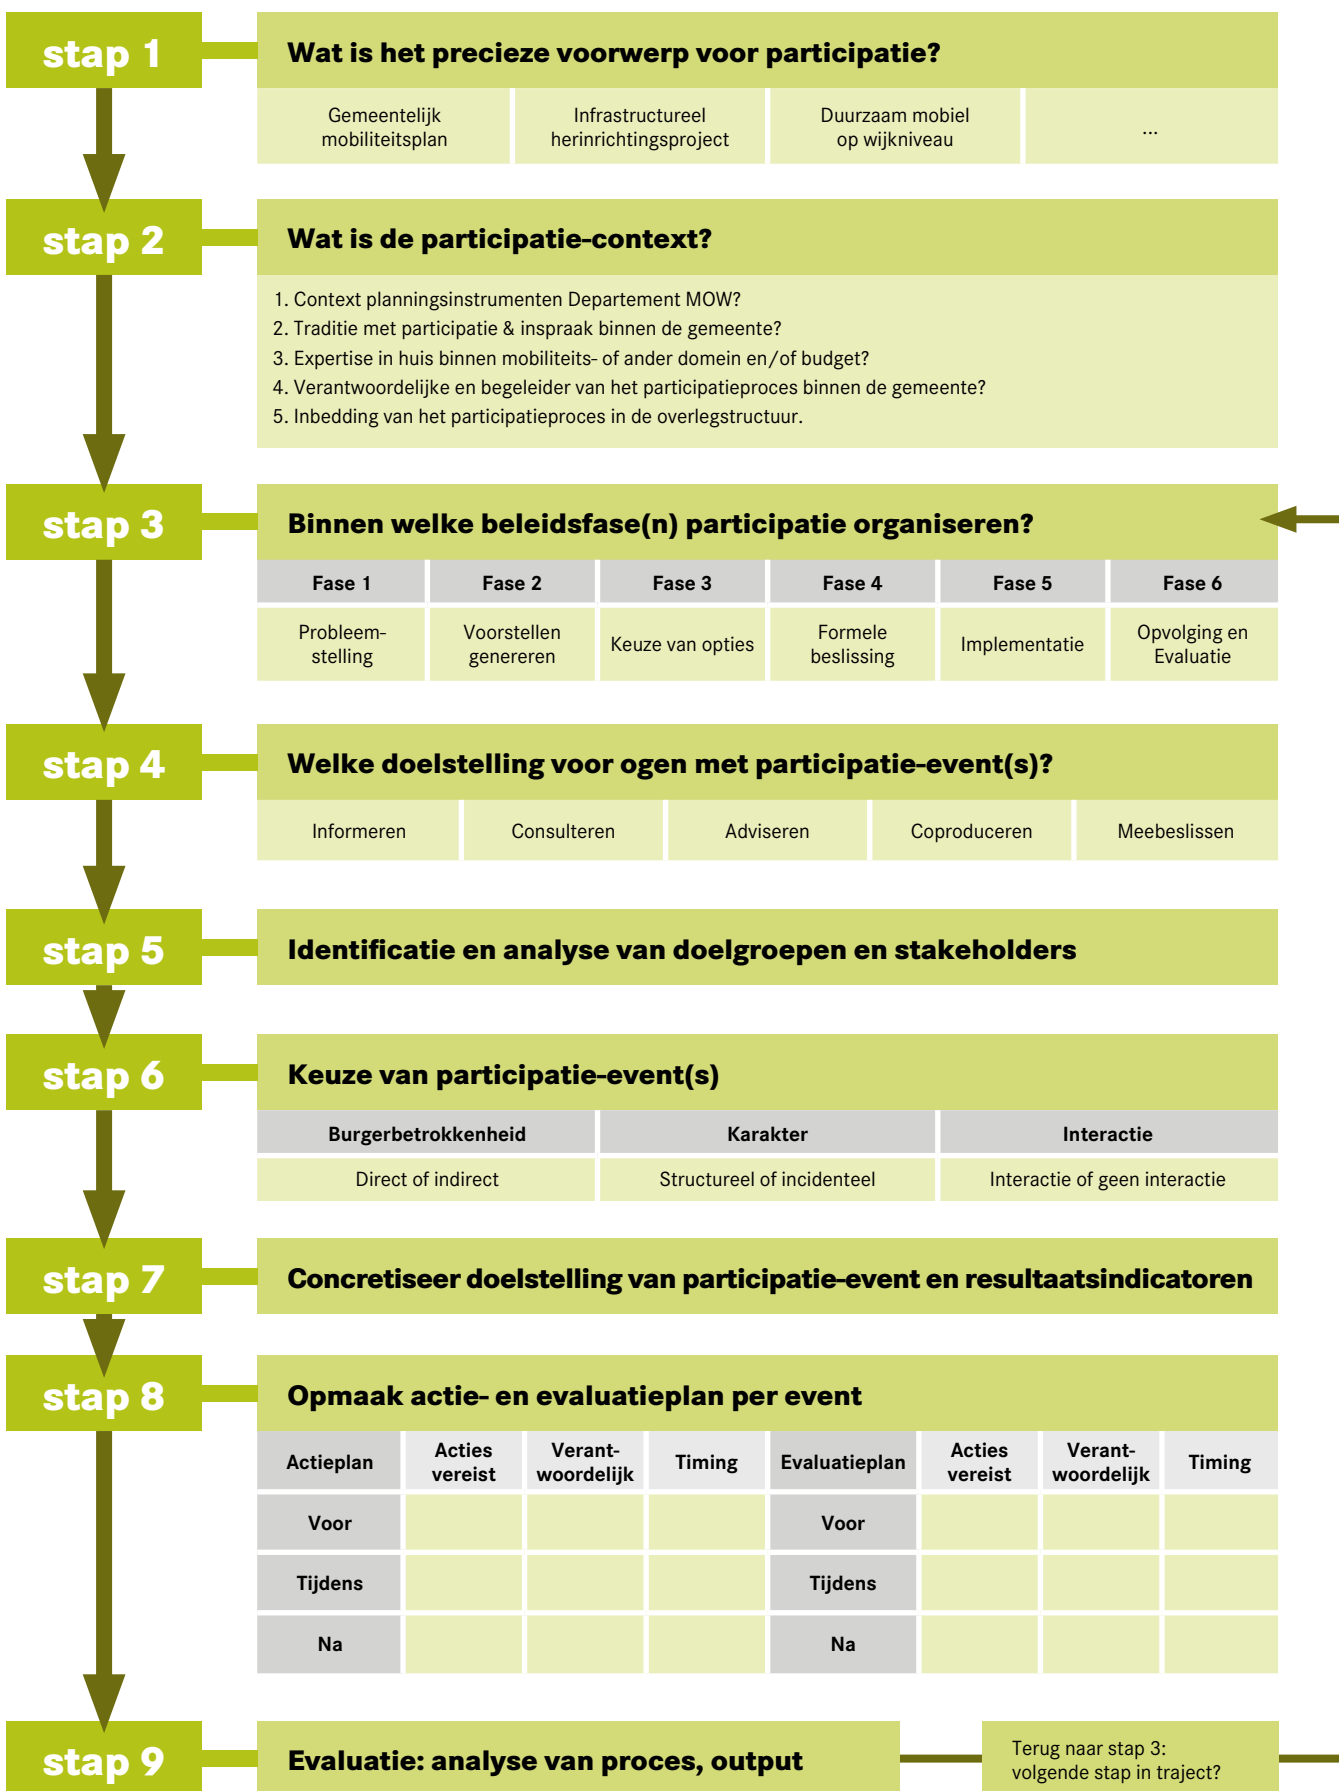 stap 1
Wat is het precieze voorwerp voor participatie?
Gemeentelijk
mobiliteitsplan
Infrastructureel
herinrichtingsproject
Duurzaam mobiel
op wijkniveau
...
stap 2
Wat is de participatie-context?
1. Context planningsinstrumenten Departement MOW?
2. Traditie met participatie & inspraak binnen de gemeente?
3. Expertise in huis binnen mobiliteits- of ander domein en/of budget?
4. Verantwoordelijke en begeleider van het participatieproces binnen de gemeente?
5. Inbedding van het participatieproces in de overlegstructuur.
stap 3
Binnen welke beleidsfase(n) participatie organiseren?
Fase 1
Fase 2
Fase 3
Fase 4
Fase 5
Fase 6
Probleem-
stelling
Voorstellen
genereren
Keuze van opties
Formele
beslissing
Implementatie
Opvolging en
Evaluatie
stap 4
Welke doelstelling voor ogen met participatie-event(s)?
Informeren
Consulteren
Adviseren
Coproduceren
Meebeslissen
stap 5
Identificatie en analyse van doelgroepen en stakeholders
stap 6
Keuze van participatie-event(s)
Burgerbetrokkenheid
Karakter
Interactie
Direct of indirect
Structureel of incidenteel
Interactie of geen interactie
stap 7
Concretiseer doelstelling van participatie-event en resultaatsindicatoren
stap 8
Opmaak actie- en evaluatieplan per event
Actieplan
Acties
vereist
Verant-
woordelijk
Timing
Evaluatieplan
Acties
vereist
Verant-
woordelijk
Timing
Voor
Voor
Tijdens
Tijdens
Na
Na
stap 9
Evaluatie: analyse van proces, output
Terug naar stap 3:
volgende stap in traject?